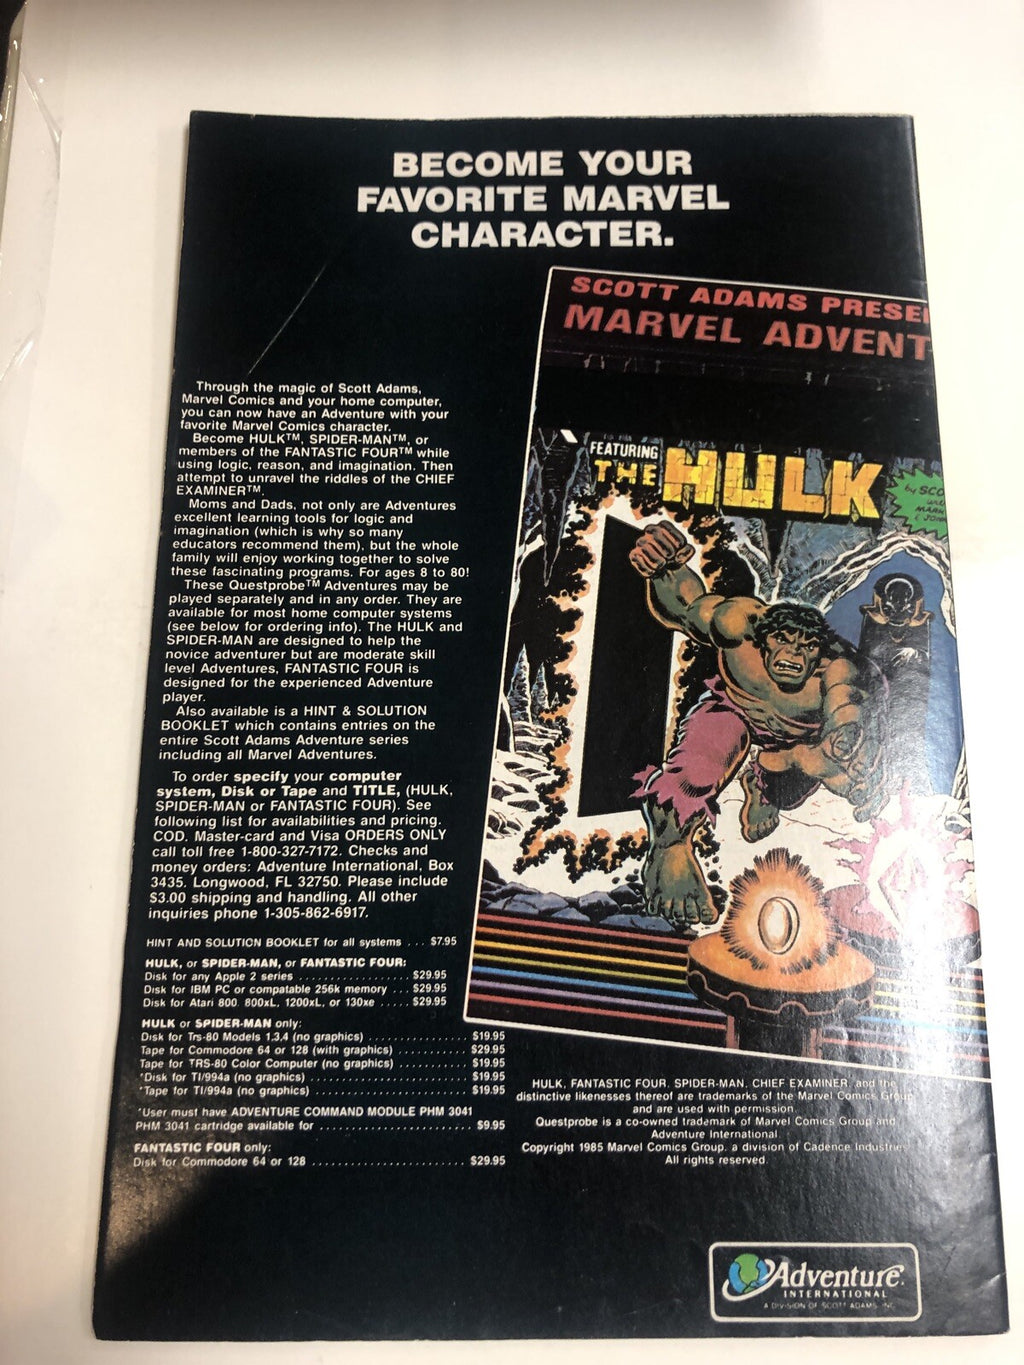 BECOME YOUR
FAVORITE MARVEL
CHARACTER.
SCOTT ADAMS
MARVEL
FEATURING
THE HULK
by
Through the magic of Scott Adams,
Marvel Comics and your home computer,
you can now have an Adventure with your
favorite Marvel Comics character.
Become HULK™, SPIDER-MAN™, or
members of the FANTASTIC FOUR™ while
using logic, reason, and imagination. Then
attempt to unravel the riddles of the CHIEF
EXAMINER™.
Moms and Dads, not only are Adventures
excellent learning tools for logic and
imagination (which is why so many
educators recommend them), but the whole
family will enjoy working together to solve
these fascinating programs. For ages 8 to 80!
These Questprobe™ Adventures may be
played separately and in any order. They are
available for most home computer systems
(see below for ordering info). The HULK and
SPIDER-MAN are designed to help the
novice adventurer but are moderate skill
level Adventures, FANTASTIC FOUR is
designed for the experienced Adventure
player.
Also available is a HINT & SOLUTION
BOOKLET which contains entries on the
entire Scott Adams Adventure series
including all Marvel Adventures.
To order specify your computer
system, Disk or Tape and TITLE, (HULK,
SPIDER-MAN or FANTASTIC FOUR). See
following list for availabilities and pricing.
COD. Master-card and Visa ORDERS ONLY
call toll free 1-800-327-7172. Checks and
money orders: Adventure International, Box
3435, Longwood, FL 32750. Please include
$3.00 shipping and handling. All other
inquiries phone 1-305-862-6917.
HINT AND SOLUTION BOOKLET for all systems ... $7.95
HULK, or SPIDER-MAN, or FANTASTIC FOUR:
Disk for any Apple 2 series .................. $29.95
Disk for IBM PC or compatable 256k memory ... $29.95
Disk for Atari 800, 800xL, 1200xL, or 130xe ..... $29.95
HULK or SPIDER-MAN only:
Disk for Trs-80 Models 1,3,4 (no graphics) .................. $19.95
Tape for Commodore 64 or 128 (with graphics) ........... $29.95
Tape for TRS-80 Color Computer (no graphics) ........... $19.95
*Disk for TI/994a (no graphics) .......................... $19.95
*Tape for TI/994a (no graphics) .......................... $19.95
*User must have ADVENTURE COMMAND MODULE PHM 3041
PHM 3041 cartridge available for ........................ $9.95
FANTASTIC FOUR only:
Disk for Commodore 64 or 128 .......................... $29.95
HULK, FANTASTIC FOUR, SPIDER-MAN, CHIEF EXAMINER, and the
distinctive likenesses thereof are trademarks of the Marvel Comics Group
and are used with permission.
Questprobe is a co-owned trademark of Marvel Comics Group and
Adventure International.
Copyright 1985 Marvel Comics Group, a division of Cadence Industries
All rights reserved.
Adventure
INTERNATIONAL
A DIVISION OF SCOTT ADAMS, INC.